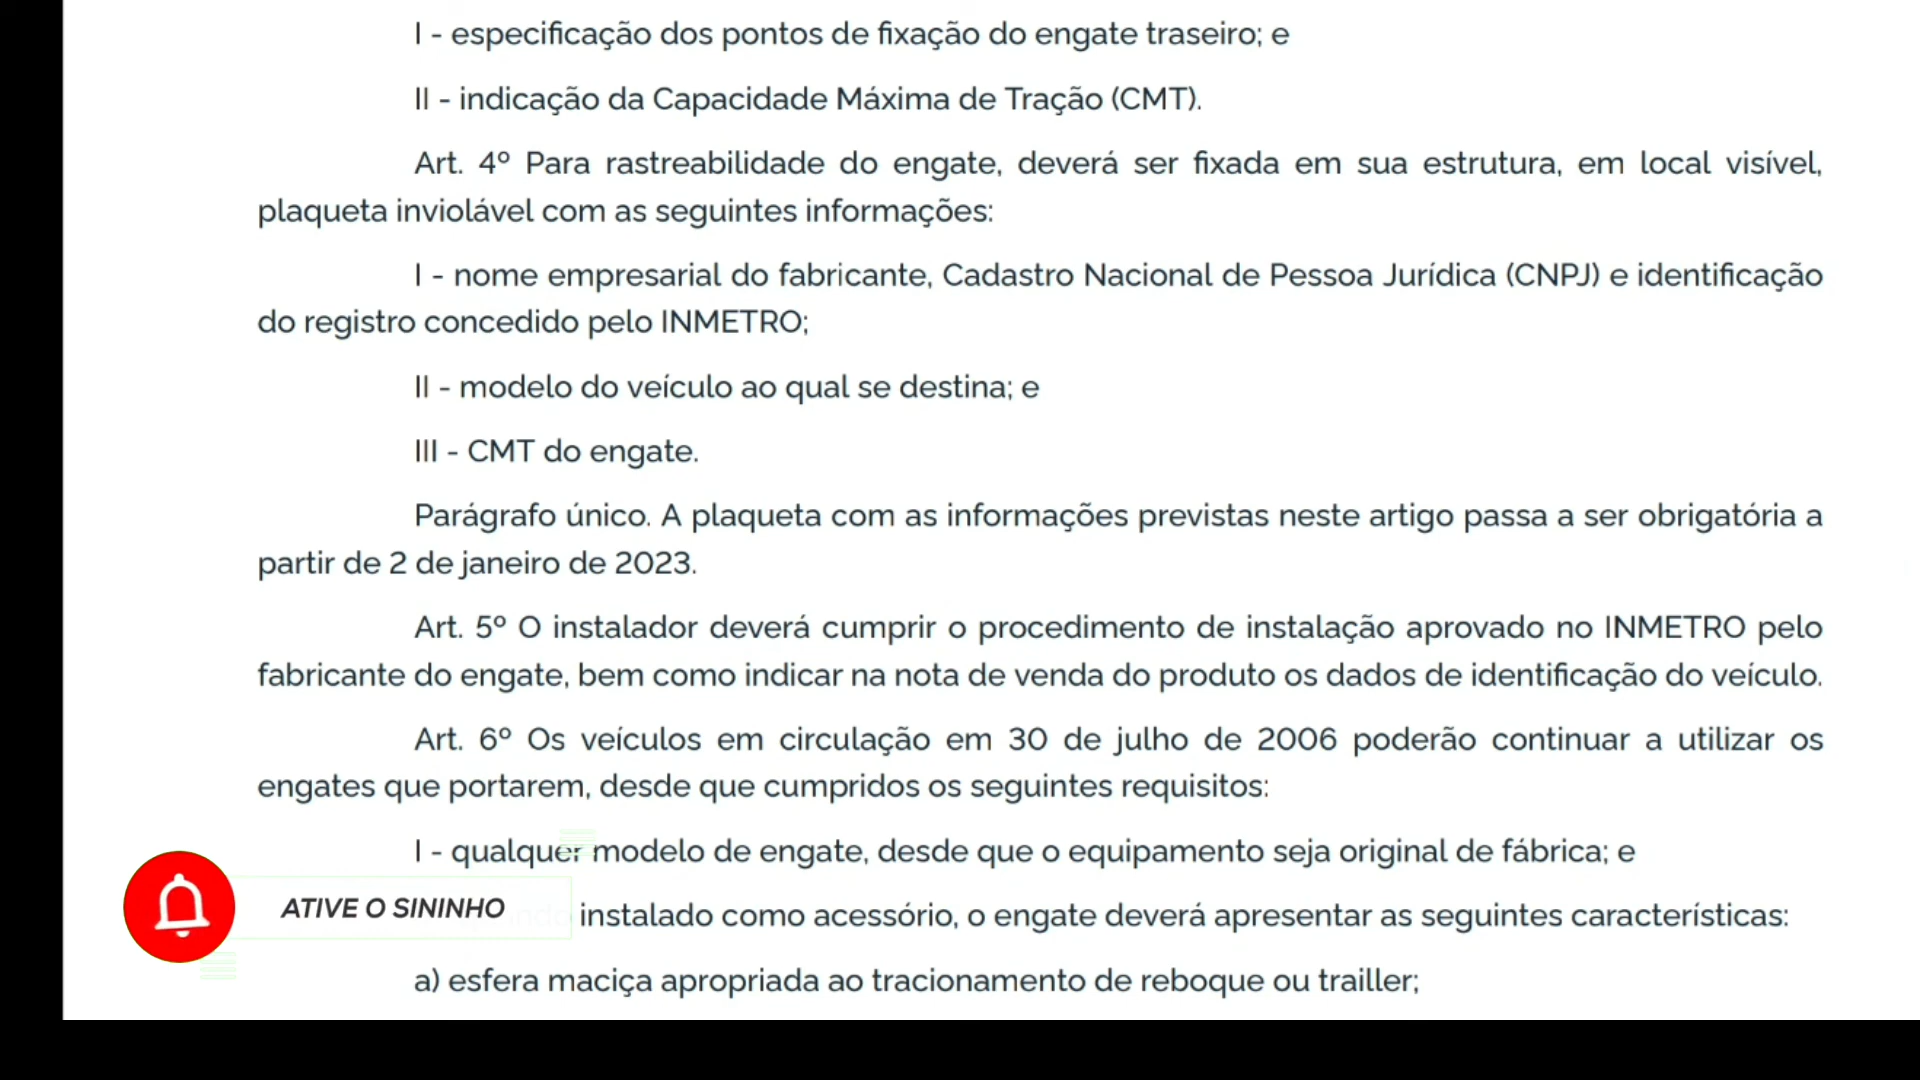 I - especificação dos pontos de fixação do engate traseiro; e
II - indicação da Capacidade Máxima de Tração (CMT).
Art. 4º Para rastreabilidade do engate, deverá ser fixada em sua estrutura, em local visível,
plaqueta inviolável com as seguintes informações:
I - nome empresarial do fabricante, Cadastro Nacional de Pessoa Jurídica (CNPJ) e identificação
do registro concedido pelo INMETRO;
II - modelo do veículo ao qual se destina; e
III - CMT do engate.
Parágrafo único. A plaqueta com as informações previstas neste artigo passa a ser obrigatória a
partir de 2 de janeiro de 2023.
Art. 5º O instalador deverá cumprir o procedimento de instalação aprovado no INMETRO pelo
fabricante do engate, bem como indicar na nota de venda do produto os dados de identificação do veículo.
Art. 6º Os veículos em circulação em 30 de julho de 2006 poderão continuar a utilizar os
engates que portarem, desde que cumpridos os seguintes requisitos:
I - qualquer modelo de engate, desde que o equipamento seja original de fábrica; e
ATIVE O SININHO
instalado como acessório, o engate deverá apresentar as seguintes características:
a) esfera maciça apropriada ao tracionamento de reboque ou trailler;